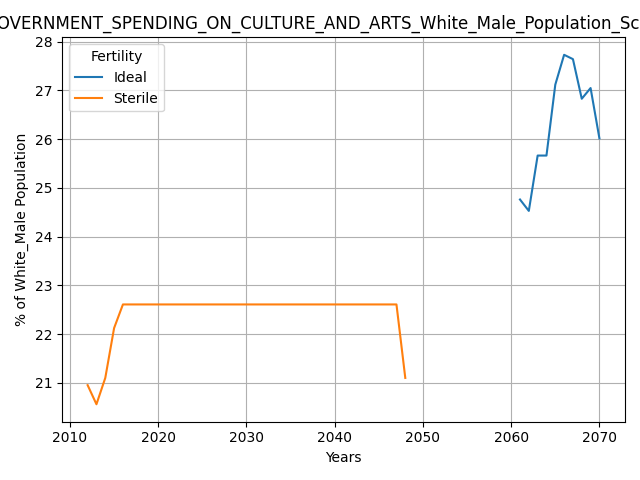 OVERNMENT_SPENDING_ON_CULTURE_AND_ARTS_White_Male_Population_Sc
28
27
26
25
24
23
22
21
% of White_Male Population
Fertility
Ideal
Sterile
2010 2020 2030 2040 2050 2060 2070
Years